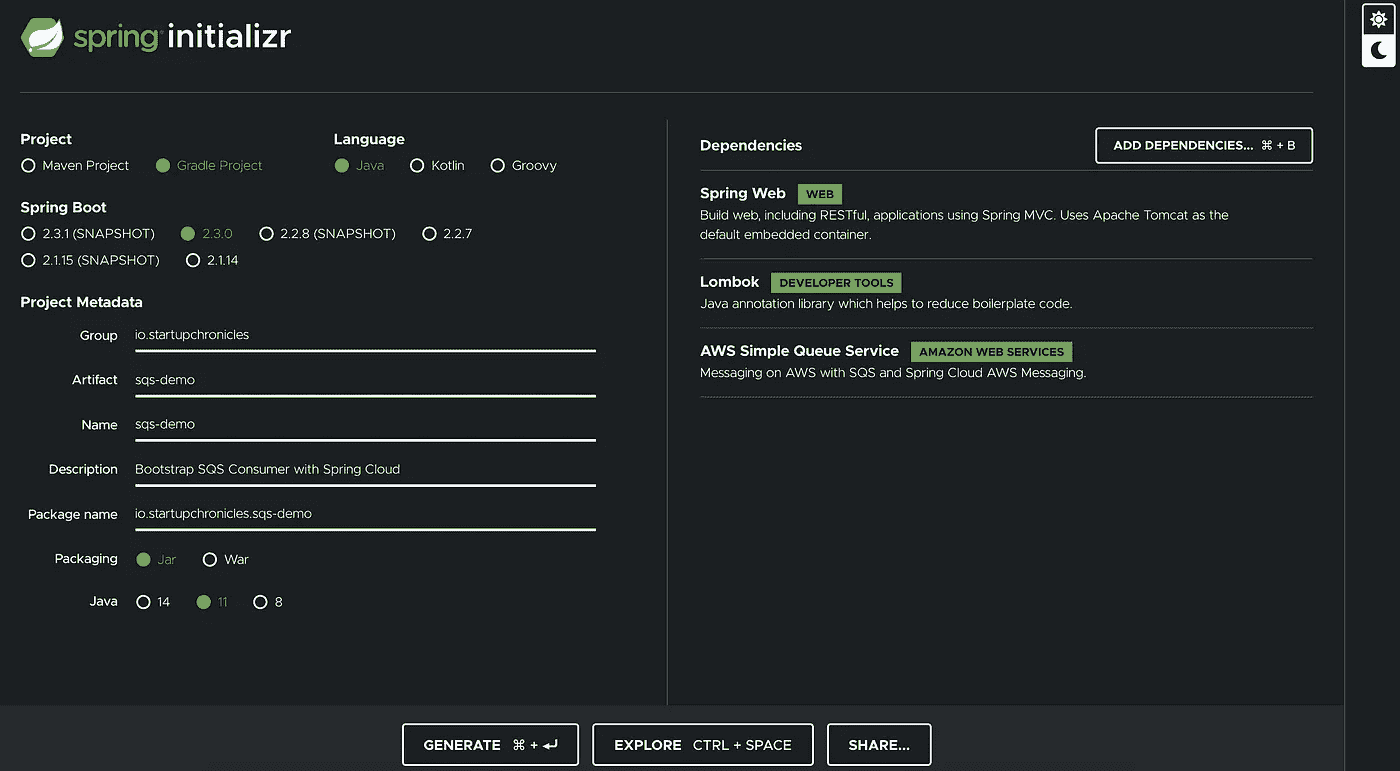 spring initializr
Project
Maven Project Gradle Project
Language
Java Kotlin Groovy
Spring Boot
2.3.1 (SNAPSHOT) 2.3.0 2.2.8 (SNAPSHOT) 2.2.7
2.1.15 (SNAPSHOT) 2.1.14
Project Metadata
Group io.startupchronicles
Artifact sqs-demo
Name sqs-demo
Description Bootstrap SQS Consumer with Spring Cloud
Package name io.startupchronicles.sqs-demo
Packaging Jar War
Java 14 11 8
Dependencies
ADD DEPENDENCIES... ⌘ + B
Spring Web WEB
Build web, including RESTful, applications using Spring MVC. Uses Apache Tomcat as the
default embedded container.
Lombok DEVELOPER TOOLS
Java annotation library which helps to reduce boilerplate code.
AWS Simple Queue Service AMAZON WEB SERVICES
Messaging on AWS with SQS and Spring Cloud AWS Messaging.
GENERATE ⌘ + ↵
EXPLORE CTRL + SPACE
SHARE...